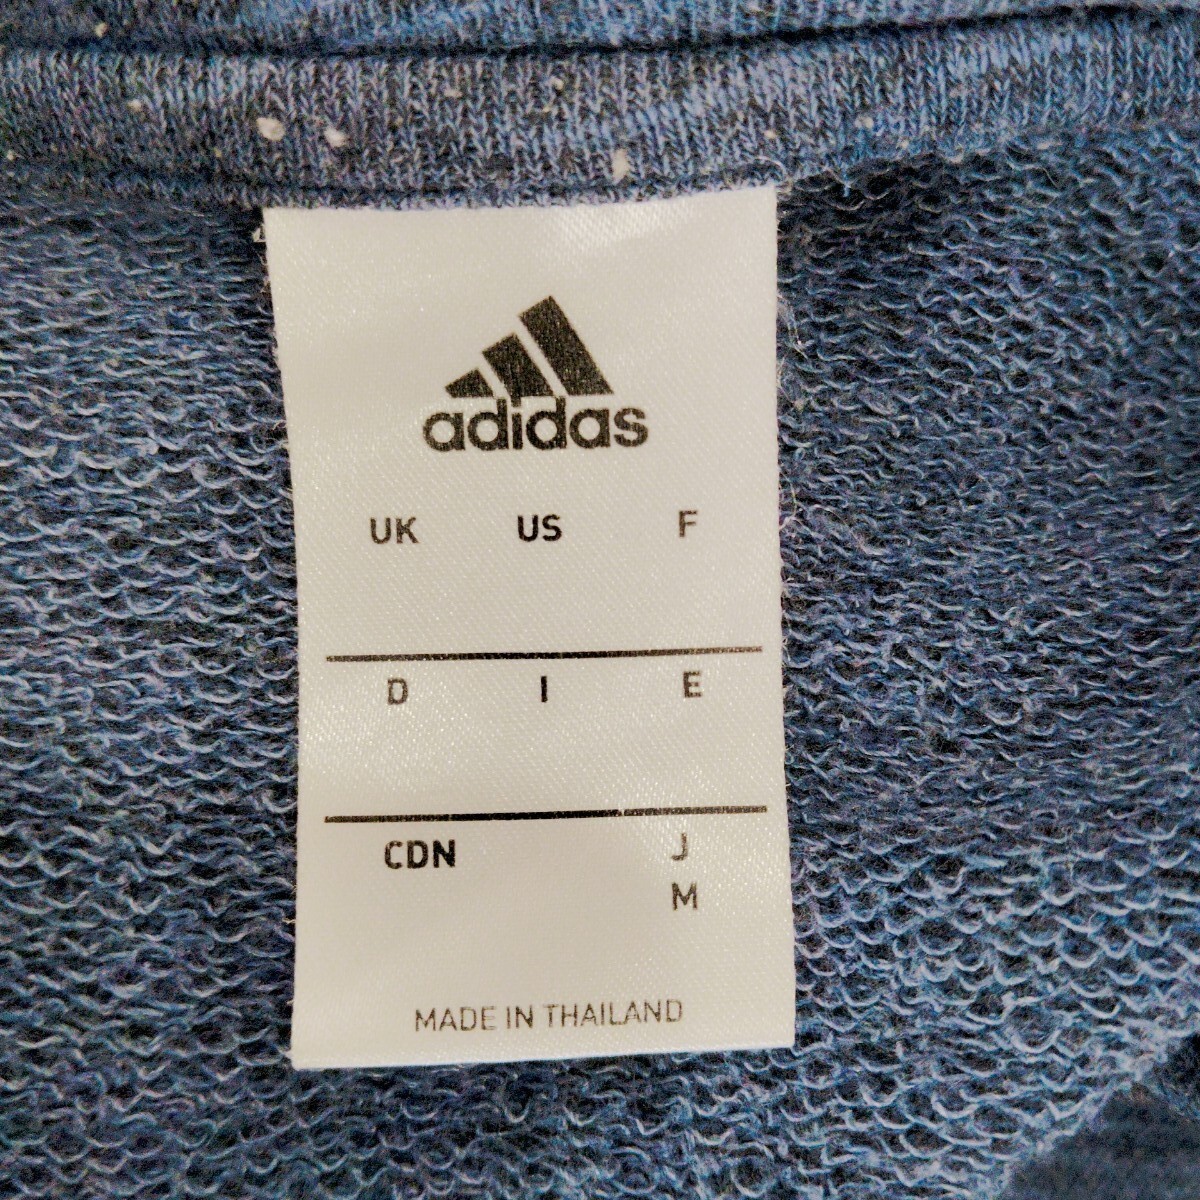 adidas
UK US F
D I E
CDN J
M
MADE IN THAILAND